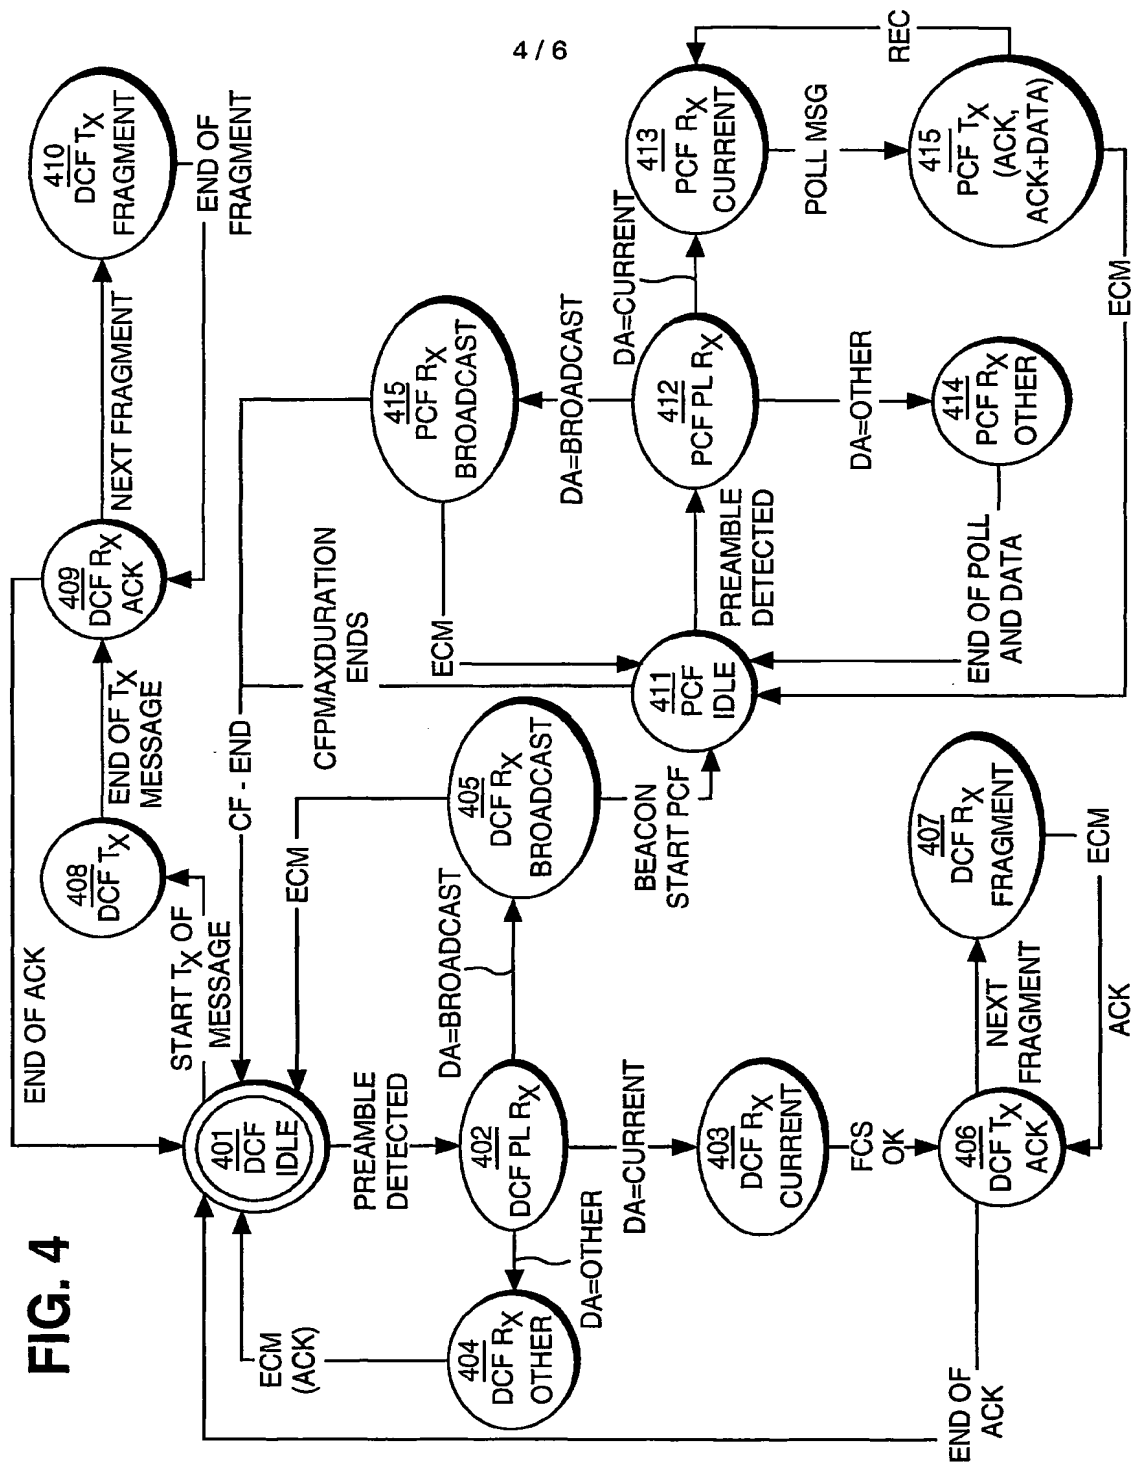 4 / 6
FIG. 4
END OF ACK
408
DCF TX
END OF TX
MESSAGE
409
DCF RX
ACK
NEXT FRAGMENT
410
DCF TX
FRAGMENT
END OF
FRAGMENT
START TX OF
MESSAGE
CF - END
CFPMAXDURATION
ENDS
401
DCF
IDLE
ECM
ECM
(ACK)
PREAMBLE
DETECTED
404
DCF RX
OTHER
DA=OTHER
402
DCF PL RX
DA=BROADCAST
405
DCF RX
BROADCAST
BEACON
START PCF
DA=CURRENT
403
DCF RX
CURRENT
FCS
OK
END OF
ACK
406
DCF TX
ACK
NEXT
FRAGMENT
407
DCF RX
FRAGMENT
ECM
ACK
411
PCF
IDLE
ECM
415
PCF RX
BROADCAST
DA=BROADCAST
PREAMBLE
DETECTED
412
PCF PL RX
DA=CURRENT
413
PCF RX
CURRENT
DA=OTHER
414
PCF RX
OTHER
END OF POLL
AND DATA
POLL MSG
REC
415
PCF TX
(ACK,
ACK+DATA)
ECM